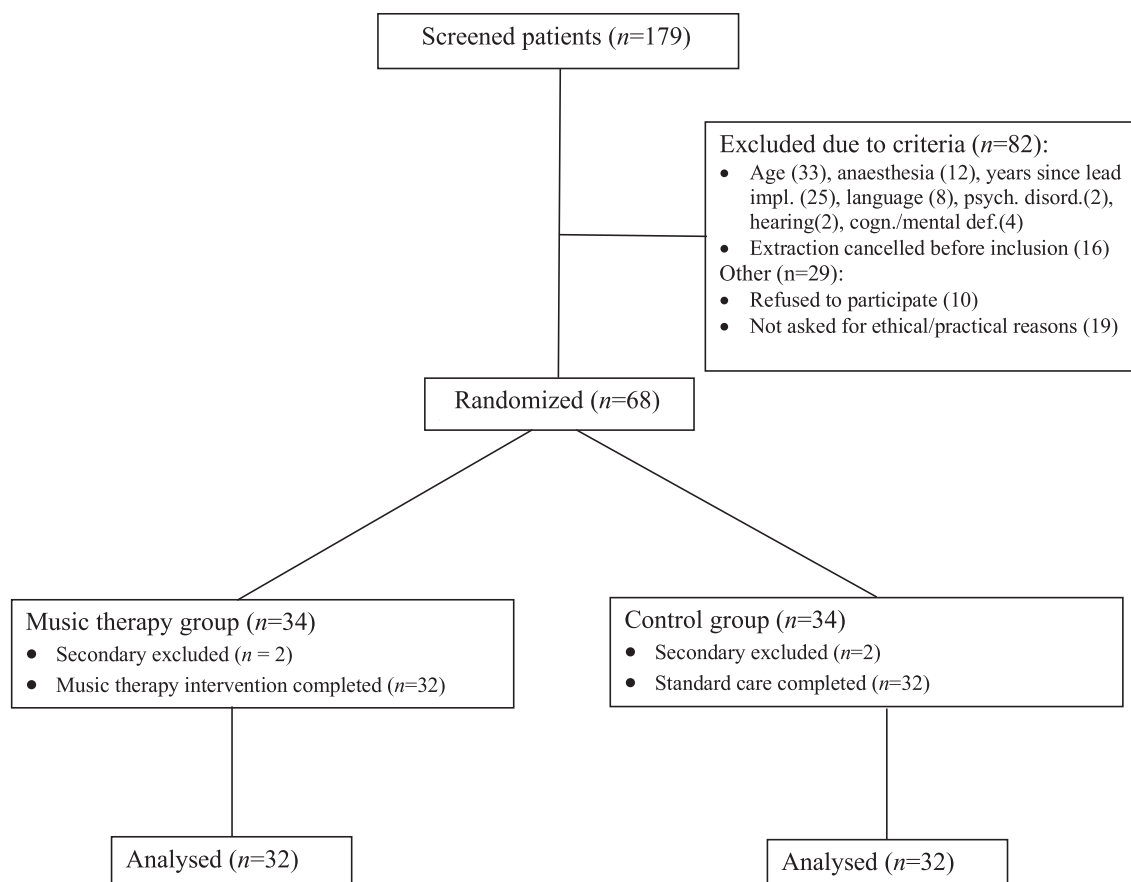 Screened patients (n=179)
Excluded due to criteria (n=82):
• Age (33), anaesthesia (12), years since lead
impl. (25), language (8), psych. disord.(2),
hearing(2), cogn./mental def.(4)
• Extraction cancelled before inclusion (16)
Other (n=29):
• Refused to participate (10)
• Not asked for ethical/practical reasons (19)
Randomized (n=68)
Music therapy group (n=34)
• Secondary excluded (n = 2)
• Music therapy intervention completed (n=32)
Control group (n=34)
• Secondary excluded (n=2)
• Standard care completed (n=32)
Analysed (n=32)
Analysed (n=32)